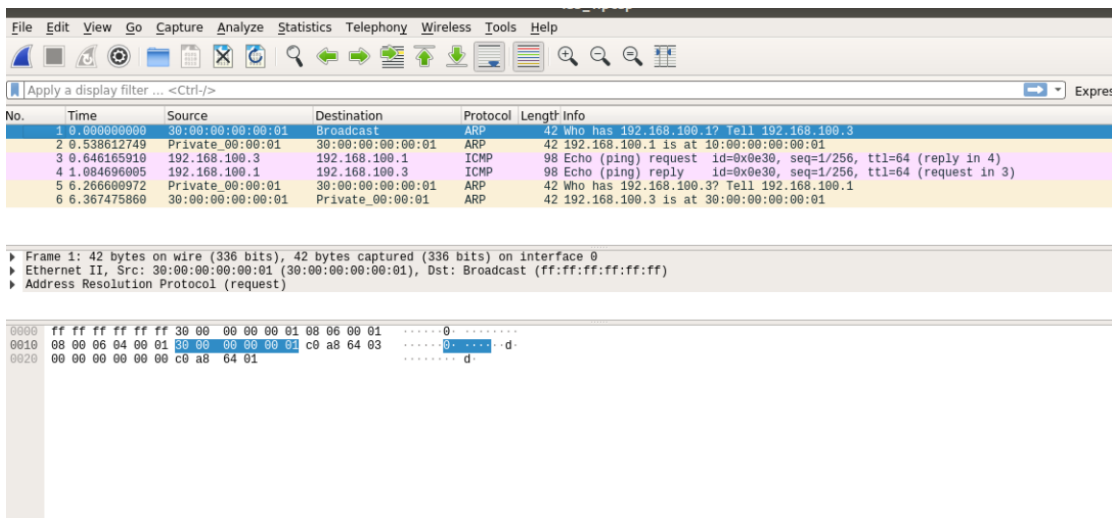 File Edit View Go Capture Analyze Statistics Telephony Wireless Tools Help
Apply a display filter ... <Ctrl-/> Expres
No. Time Source Destination Protocol Length Info
1 0.000000000 30:00:00:00:00:01 Broadcast ARP 42 Who has 192.168.100.1? Tell 192.168.100.3
2 0.538612749 Private_00:00:01 30:00:00:00:00:01 ARP 42 192.168.100.1 is at 10:00:00:00:00:01
3 0.646165910 192.168.100.3 192.168.100.1 ICMP 98 Echo (ping) request id=0x0e30, seq=1/256, ttl=64 (reply in 4)
4 1.084696005 192.168.100.1 192.168.100.3 ICMP 98 Echo (ping) reply id=0x0e30, seq=1/256, ttl=64 (request in 3)
5 6.266600972 Private_00:00:01 30:00:00:00:00:01 ARP 42 Who has 192.168.100.3? Tell 192.168.100.1
6 6.367475860 30:00:00:00:00:01 Private_00:00:01 ARP 42 192.168.100.3 is at 30:00:00:00:00:01
Frame 1: 42 bytes on wire (336 bits), 42 bytes captured (336 bits) on interface 0
Ethernet II, Src: 30:00:00:00:00:01 (30:00:00:00:00:01), Dst: Broadcast (ff:ff:ff:ff:ff:ff)
Address Resolution Protocol (request)
0000 ff ff ff ff ff ff 30 00 00 00 00 01 08 06 00 01 ······0· ········
0010 08 00 06 04 00 01 30 00 00 00 00 01 c0 a8 64 03 ······0· ······d·
0020 00 00 00 00 00 00 c0 a8 64 01 ········ d·